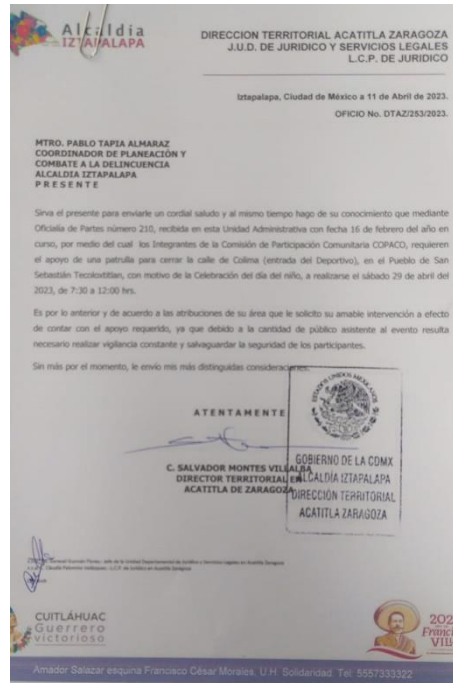 Alcaldía
IZTAPALAPA
DIRECCION TERRITORIAL ACATITLA ZARAGOZA
J.U.D. DE JURIDICO Y SERVICIOS LEGALES
L.C.P. DE JURIDICO
Iztapalapa, Ciudad de México a 11 de Abril de 2023.
OFICIO No. DTAZ/253/2023.
MTRO. PABLO TAPIA ALMARAZ
COORDINADOR DE PLANEACIÓN Y
COMBATE A LA DELINCUENCIA
ALCALDIA IZTAPALAPA
P R E S E N T E
Sirva el presente para enviarle un cordial saludo y al mismo tiempo hago de su conocimiento que mediante
Oficialía de Partes número 210, recibida en esta Unidad Administrativa con fecha 16 de febrero del año en
curso, por medio del cual los Integrantes de la Comisión de Participación Comunitaria COPACO, requieren
el apoyo de una patrulla para cerrar la calle de Colima (entrada del Deportivo), en el Pueblo de San
Sebastián Tecoloxtitlan, con motivo de la Celebración del día del niño, a realizarse el sábado 29 de abril del
2023, de 7:30 a 12:00 hrs.
Es por lo anterior y de acuerdo a las atribuciones de su área que le solicito su amable intervención a efecto
de contar con el apoyo requerido, ya que debido a la cantidad de público asistente al evento resulta
necesario realizar vigilancia constante y salvaguardar la seguridad de los participantes.
Sin más por el momento, le envío mis más distinguidas consideraciones.
A T E N T A M E N T E
C. SALVADOR MONTES VILLALBA
DIRECTOR TERRITORIAL EN
ACATITLA DE ZARAGOZA
ESTADOS UNIDOS MEXICANOS
GOBIERNO DE LA CDMX
ALCALDÍA IZTAPALAPA
DIRECCIÓN TERRITORIAL
ACATITLA ZARAGOZA
CUITLÁHUAC
Guerrero
victorioso
202
Francis
VILL
Amador Salazar esquina Francisco César Morales, U.H. Solidaridad. Tel: 5557333322